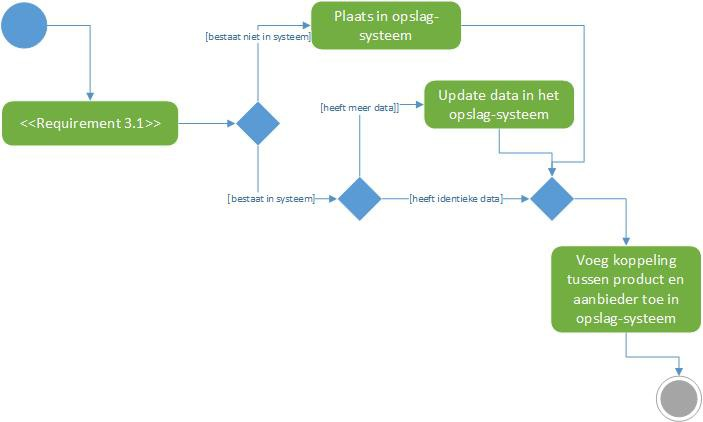 Plaats in opslag-
systeem
[bestaat niet in systeem]
Update data in het
opslag-systeem
[heeft meer data]]
<<Requirement 3.1>>
[bestaat in systeem]
[heeft identieke data]
Voeg koppeling
tussen product en
aanbieder toe in
opslag-systeem